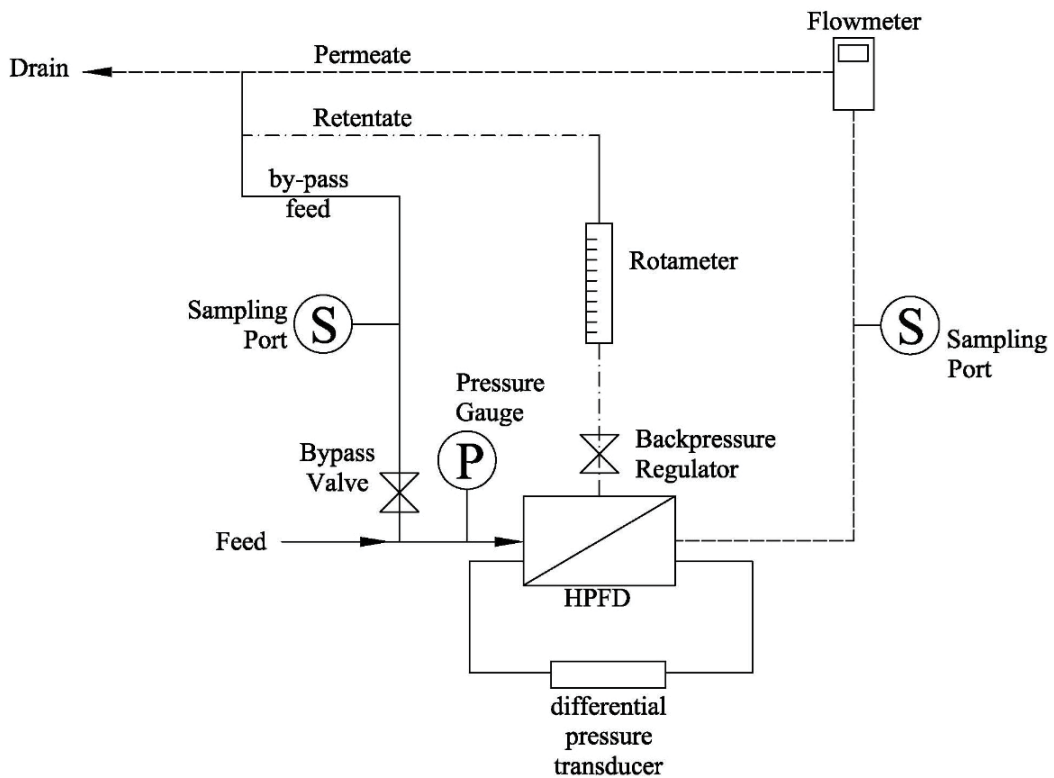 Flowmeter
Drain
Permeate
Retentate
by-pass
feed
Rotameter
Sampling
Port
S
S
Sampling
Port
Pressure
Gauge
P
Bypass
Valve
Backpressure
Regulator
Feed
HPFD
differential
pressure
transducer